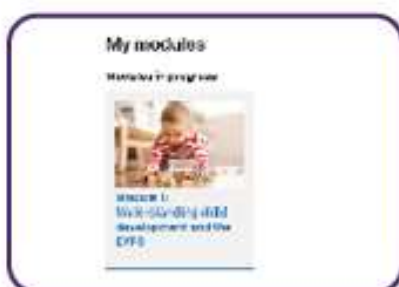 My modules
Modules in progress
Module 1:
Understanding child
development and the
EYFS